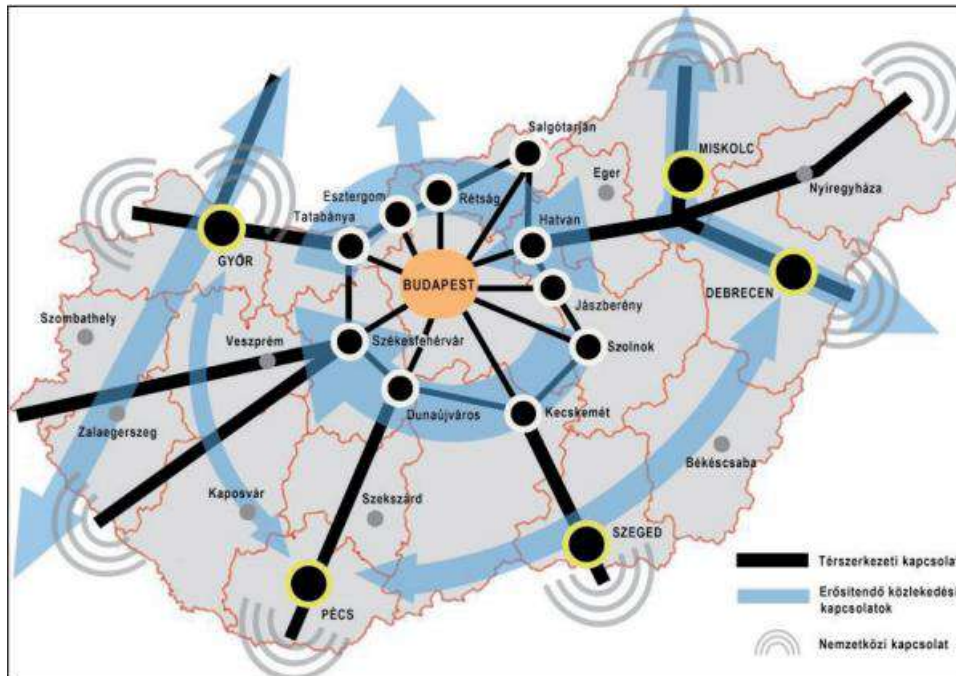 Salgótarján
MISKOLC
Eger
Nyíregyháza
Esztergom
Rétság
Tatabánya
Hatvan
GYŐR
BUDAPEST
DEBRECEN
Jászberény
Szombathely
Veszprém
Székesfehérvár
Szolnok
Zalaegerszeg
Dunaújváros
Kecskemét
Békéscsaba
Kaposvár
Szekszárd
SZEGED
PÉCS
Térszerkezeti kapcsolat
Erősítendő közlekedési
kapcsolatok
Nemzetközi kapcsolat